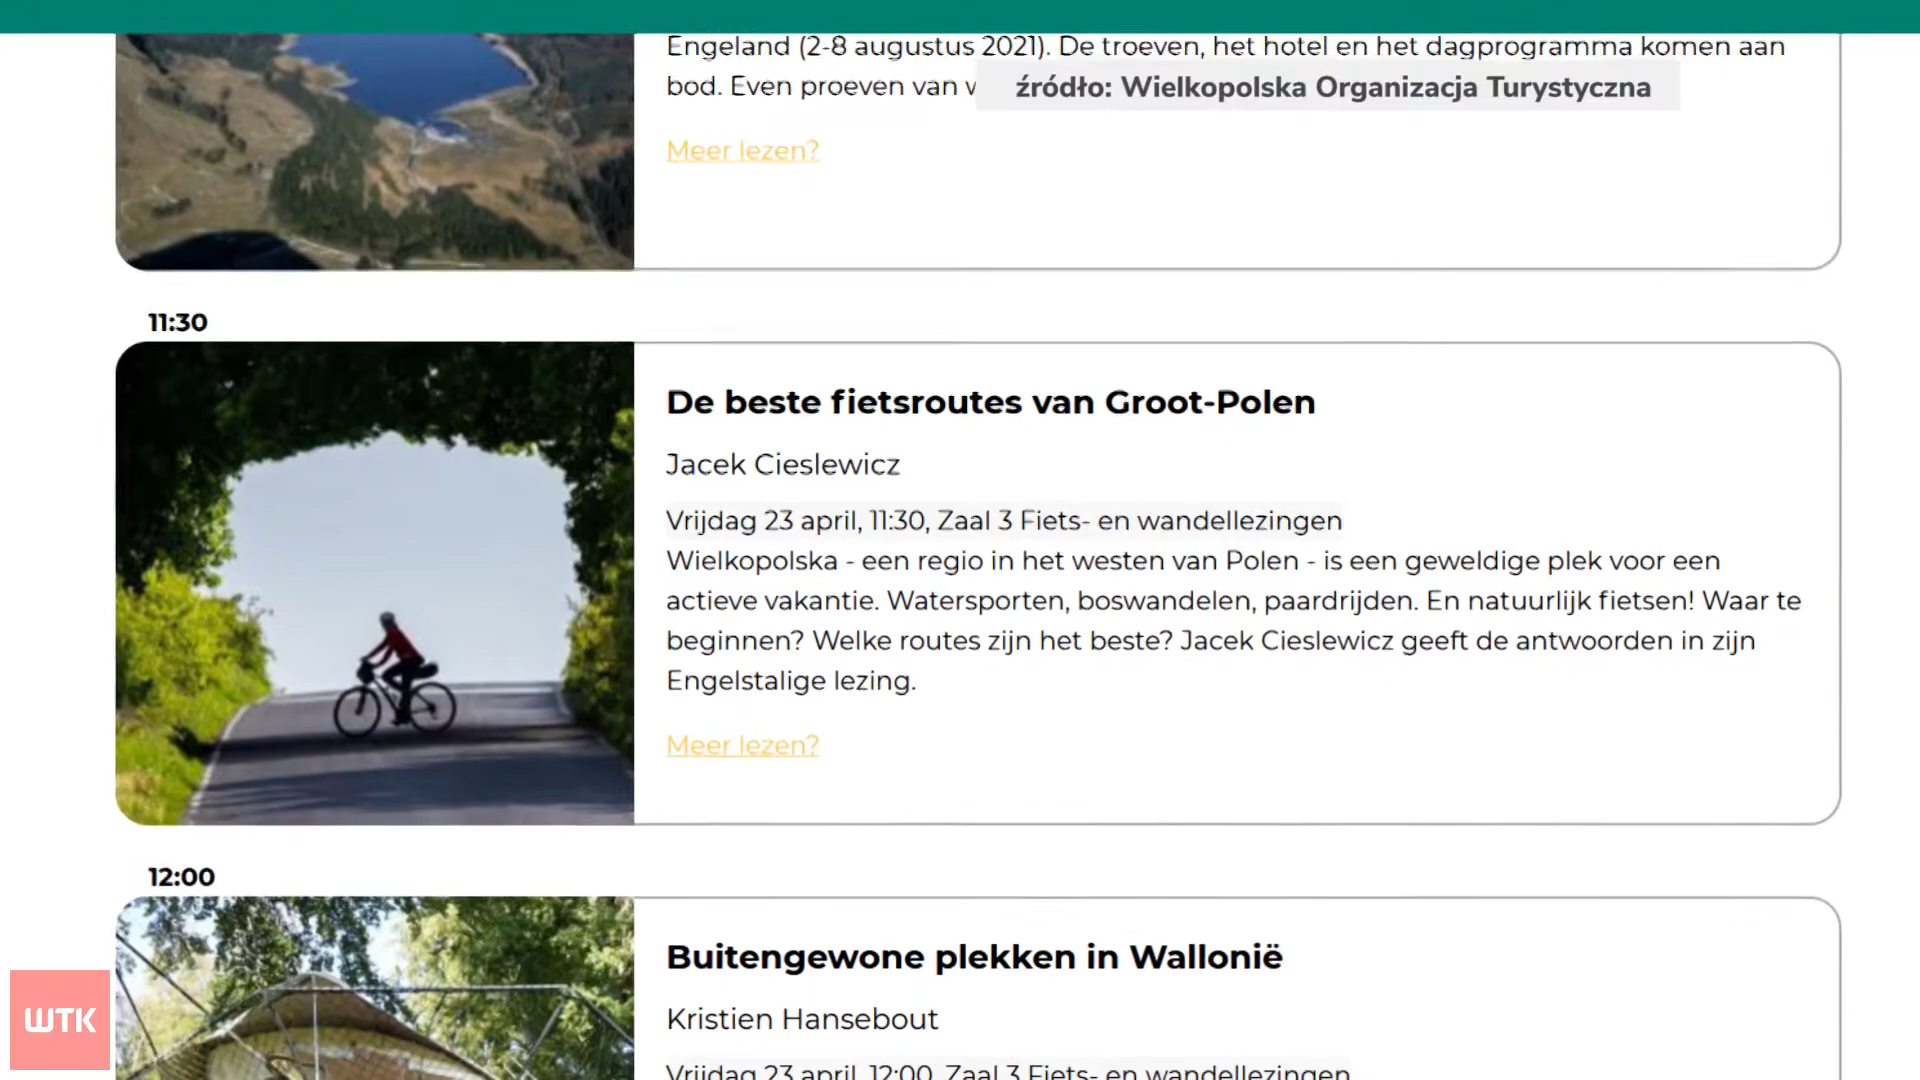 Engeland (2-8 augustus 2021). De troeven, het hotel en het dagprogramma komen aan
bod. Even proeven van
źródło: Wielkopolska Organizacja Turystyczna
Meer lezen?
11:30
De beste fietsroutes van Groot-Polen
Jacek Cieslewicz
Vrijdag 23 april, 11:30, Zaal 3 Fiets- en wandellezingen
Wielkopolska - een regio in het westen van Polen - is een geweldige plek voor een
actieve vakantie. Watersporten, boswandelen, paardrijden. En natuurlijk fietsen! Waar te
beginnen? Welke routes zijn het beste? Jacek Cieslewicz geeft de antwoorden in zijn
Engelstalige lezing.
Meer lezen?
12:00
Buitengewone plekken in Wallonië
Kristien Hansebout
Vrijdag 23 april, 12:00, Zaal 3 Fiets- en wandellezingen
WTK